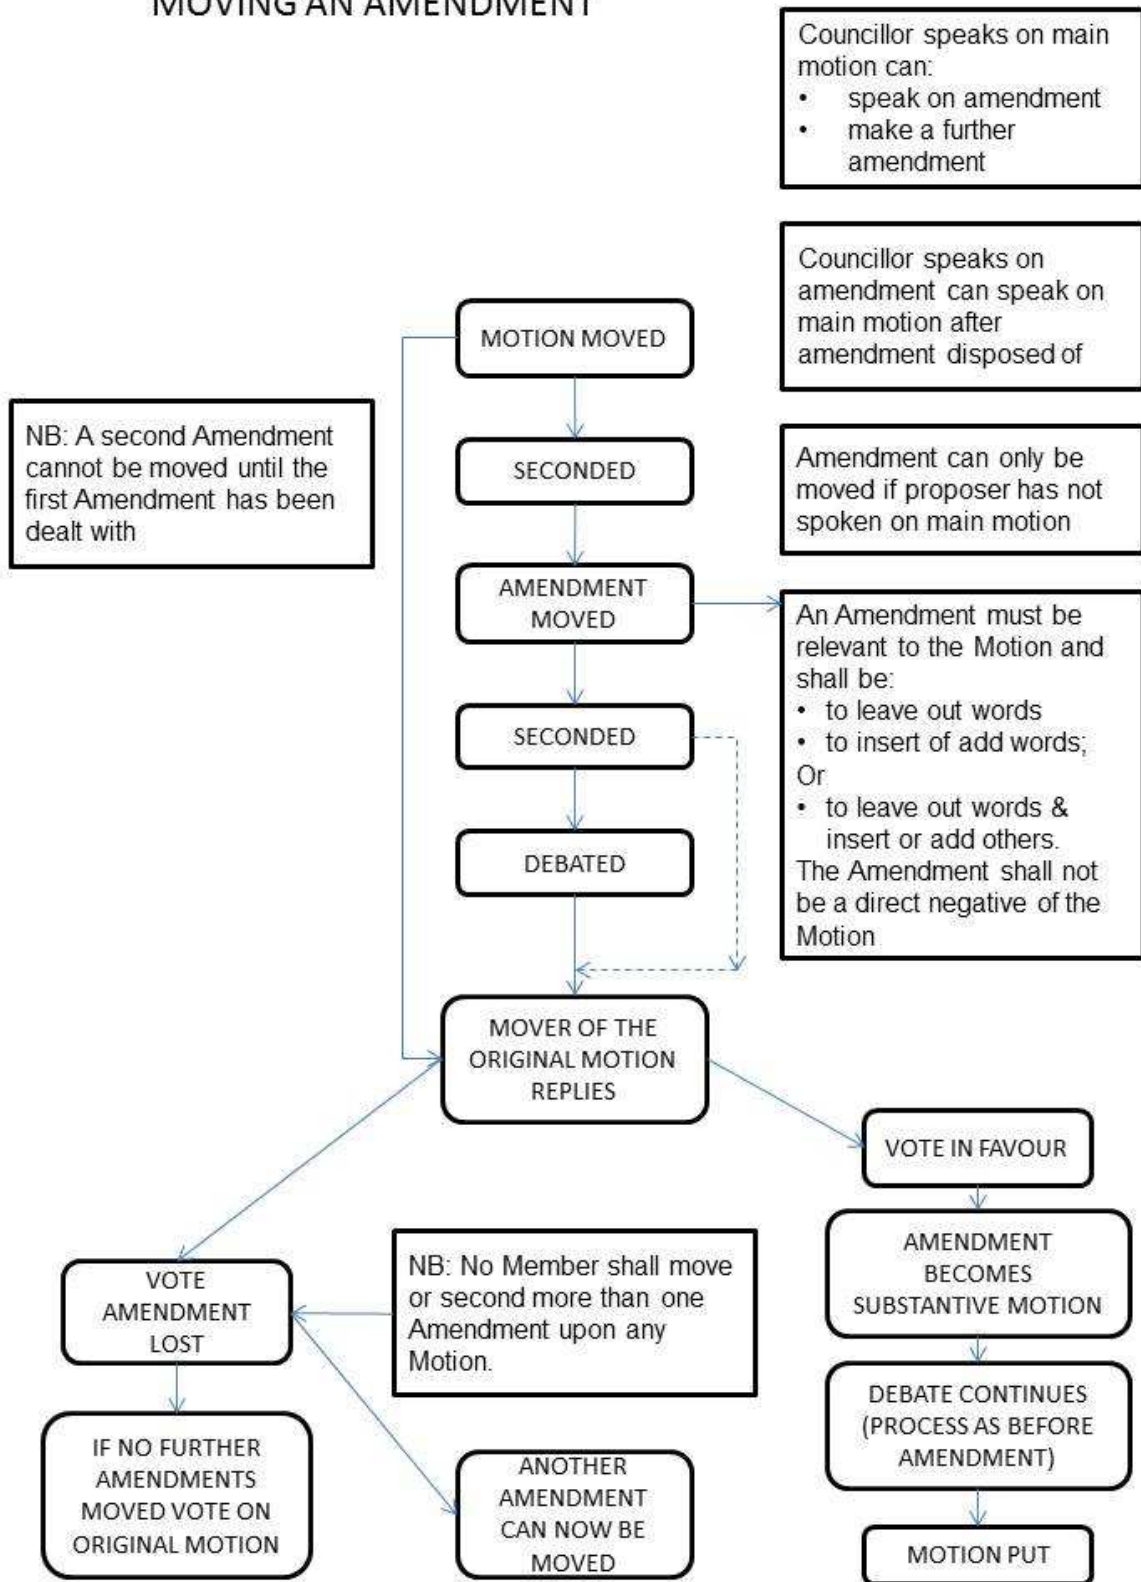 MOVING AN AMENDMENT
Councillor speaks on main
motion can:
• speak on amendment
• make a further
amendment
Councillor speaks on
amendment can speak on
main motion after
amendment disposed of
MOTION MOVED
NB: A second Amendment
cannot be moved until the
first Amendment has been
dealt with
SECONDED
Amendment can only be
moved if proposer has not
spoken on main motion
AMENDMENT
MOVED
An Amendment must be
relevant to the Motion and
shall be:
• to leave out words
• to insert of add words;
Or
• to leave out words &
insert or add others.
The Amendment shall not
be a direct negative of the
Motion
SECONDED
DEBATED
MOVER OF THE
ORIGINAL MOTION
REPLIES
VOTE IN FAVOUR
AMENDMENT
BECOMES
SUBSTANTIVE MOTION
VOTE
AMENDMENT
LOST
NB: No Member shall move
or second more than one
Amendment upon any
Motion.
DEBATE CONTINUES
(PROCESS AS BEFORE
AMENDMENT)
IF NO FURTHER
AMENDMENTS
MOVED VOTE ON
ORIGINAL MOTION
ANOTHER
AMENDMENT
CAN NOW BE
MOVED
MOTION PUT